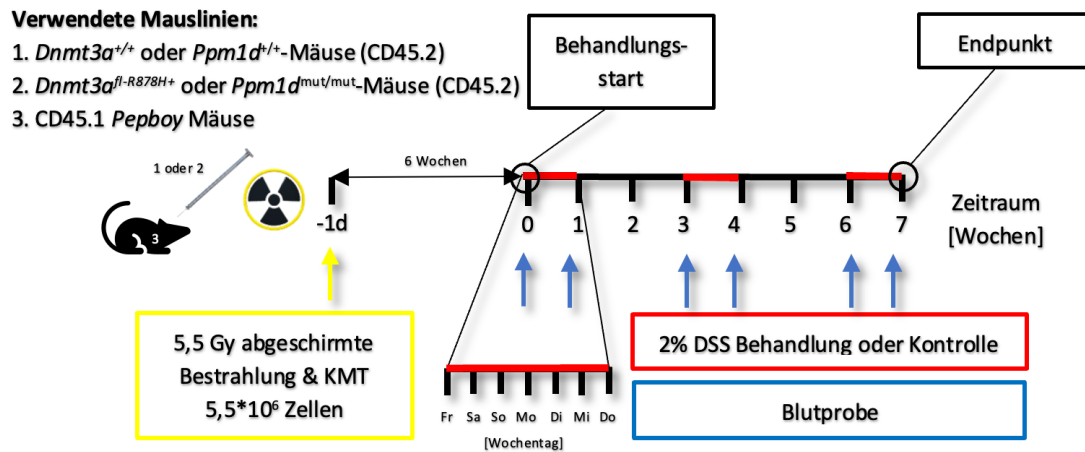 Verwendete Mauslinien:
1. Dnmt3a+/+ oder Ppm1d+/+-Mäuse (CD45.2)
2. Dnmt3afl-R878H+ oder Ppm1dmut/mut-Mäuse (CD45.2)
3. CD45.1 Pepboy Mäuse
Behandlungs-
start
Endpunkt
1 oder 2
3
6 Wochen
-1d
0 1 2 3 4 5 6 7
Zeitraum
[Wochen]
5,5 Gy abgeschirmte
Bestrahlung & KMT
5,5*10⁶ Zellen
Fr Sa So Mo Di Mi Do
[Wochentag]
2% DSS Behandlung oder Kontrolle
Blutprobe